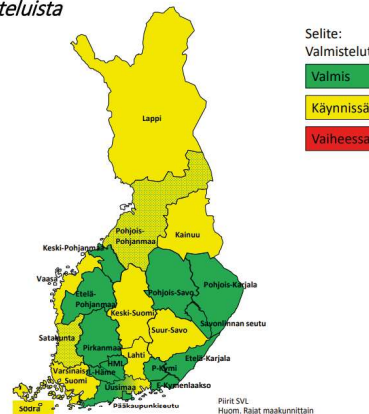 teluista
Selite:
Valmistelut
Valmis
Käynnissä
Vaiheessa
Lappi
Pohjois-
Pohjanmaa
Kainuu
Keski-Pohjanmaa
Vaasa
Etelä-
Pohjanmaa
Pohjois-Savo
Pohjois-Karjala
Keski-Suomi
Savonlinnan seutu
Suur-Savo
Satakunta
Pirkanmaa
Etelä-Karjala
Lahti
HML
P-Kymi
Varsinais-
Suomi
L-Häme
E-Kymenlaakso
Uusimaa
Södra
Pääkaupunkiseutu
Piirit SVL
Huom. Rajat maakunnittain